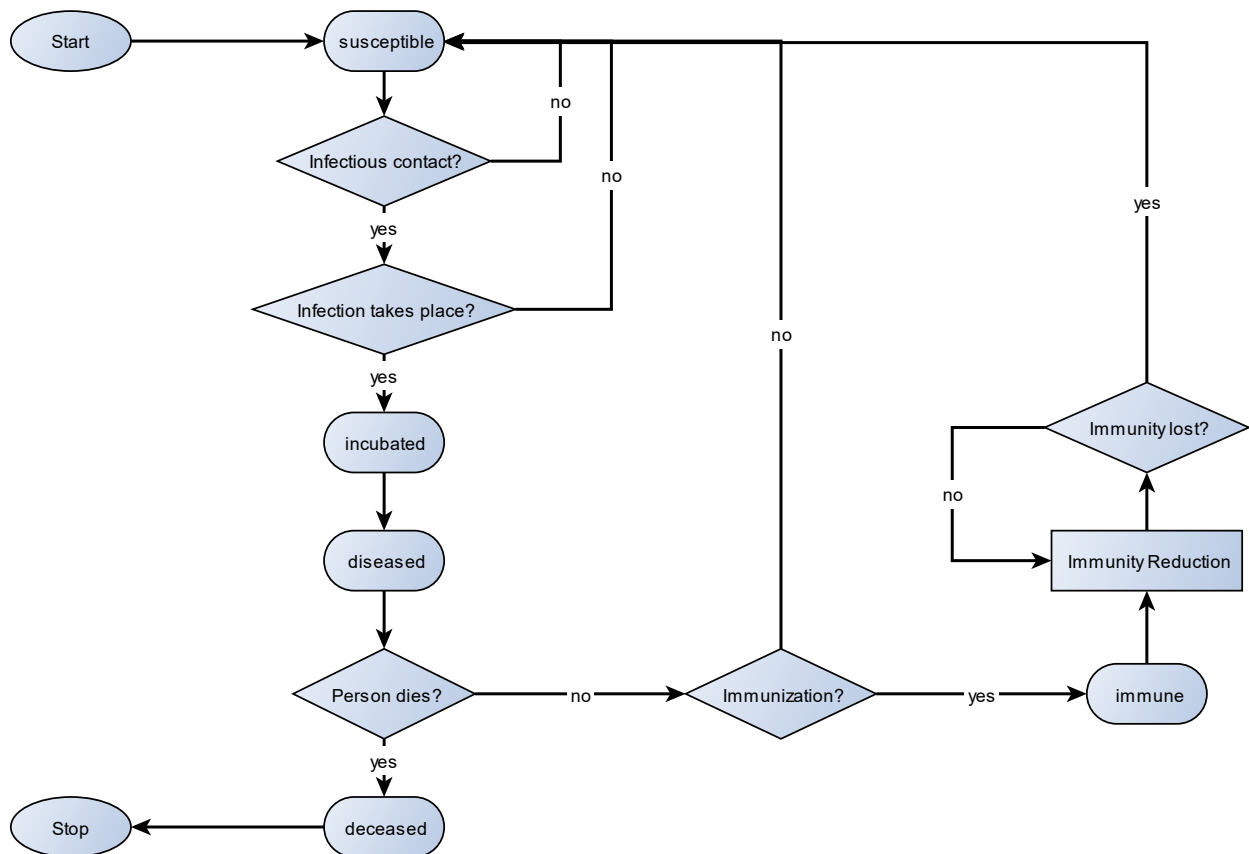 Start
susceptible
no
Infectious contact?
no
yes
yes
Infection takes place?
no
yes
Immunity lost?
incubated
no
diseased
Immunity Reduction
Person dies?
no
Immunization?
yes
immune
yes
Stop
deceased